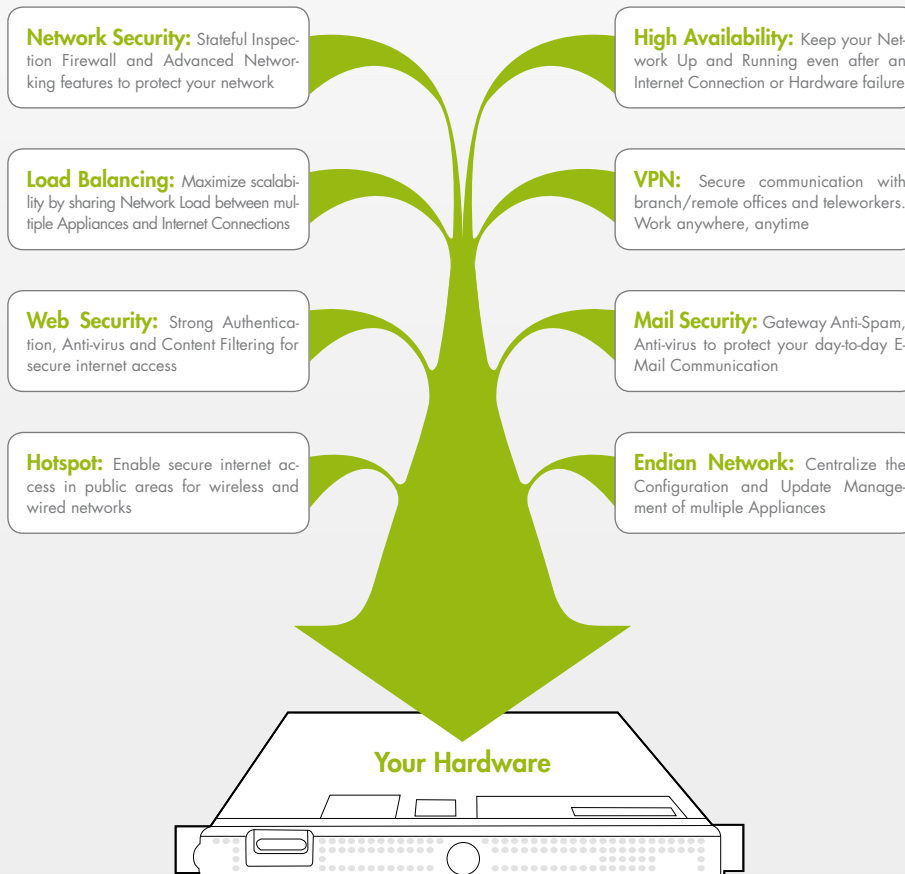 Network Security: Stateful Inspec-
tion Firewall and Advanced Networ-
king features to protect your network
High Availability: Keep your Net-
work Up and Running even after an
Internet Connection or Hardware failure
Load Balancing: Maximize scalabi-
lity by sharing Network Load between mul-
tiple Appliances and Internet Connections
VPN: Secure communication with
branch/remote offices and teleworkers.
Work anywhere, anytime
Web Security: Strong Authentica-
tion, Anti-virus and Content Filtering for
secure internet access
Mail Security: Gateway Anti-Spam,
Anti-virus to protect your day-to-day E-
Mail Communication
Hotspot: Enable secure internet ac-
cess in public areas for wireless and
wired networks
Endian Network: Centralize the
Configuration and Update Manage-
ment of multiple Appliances
Your Hardware